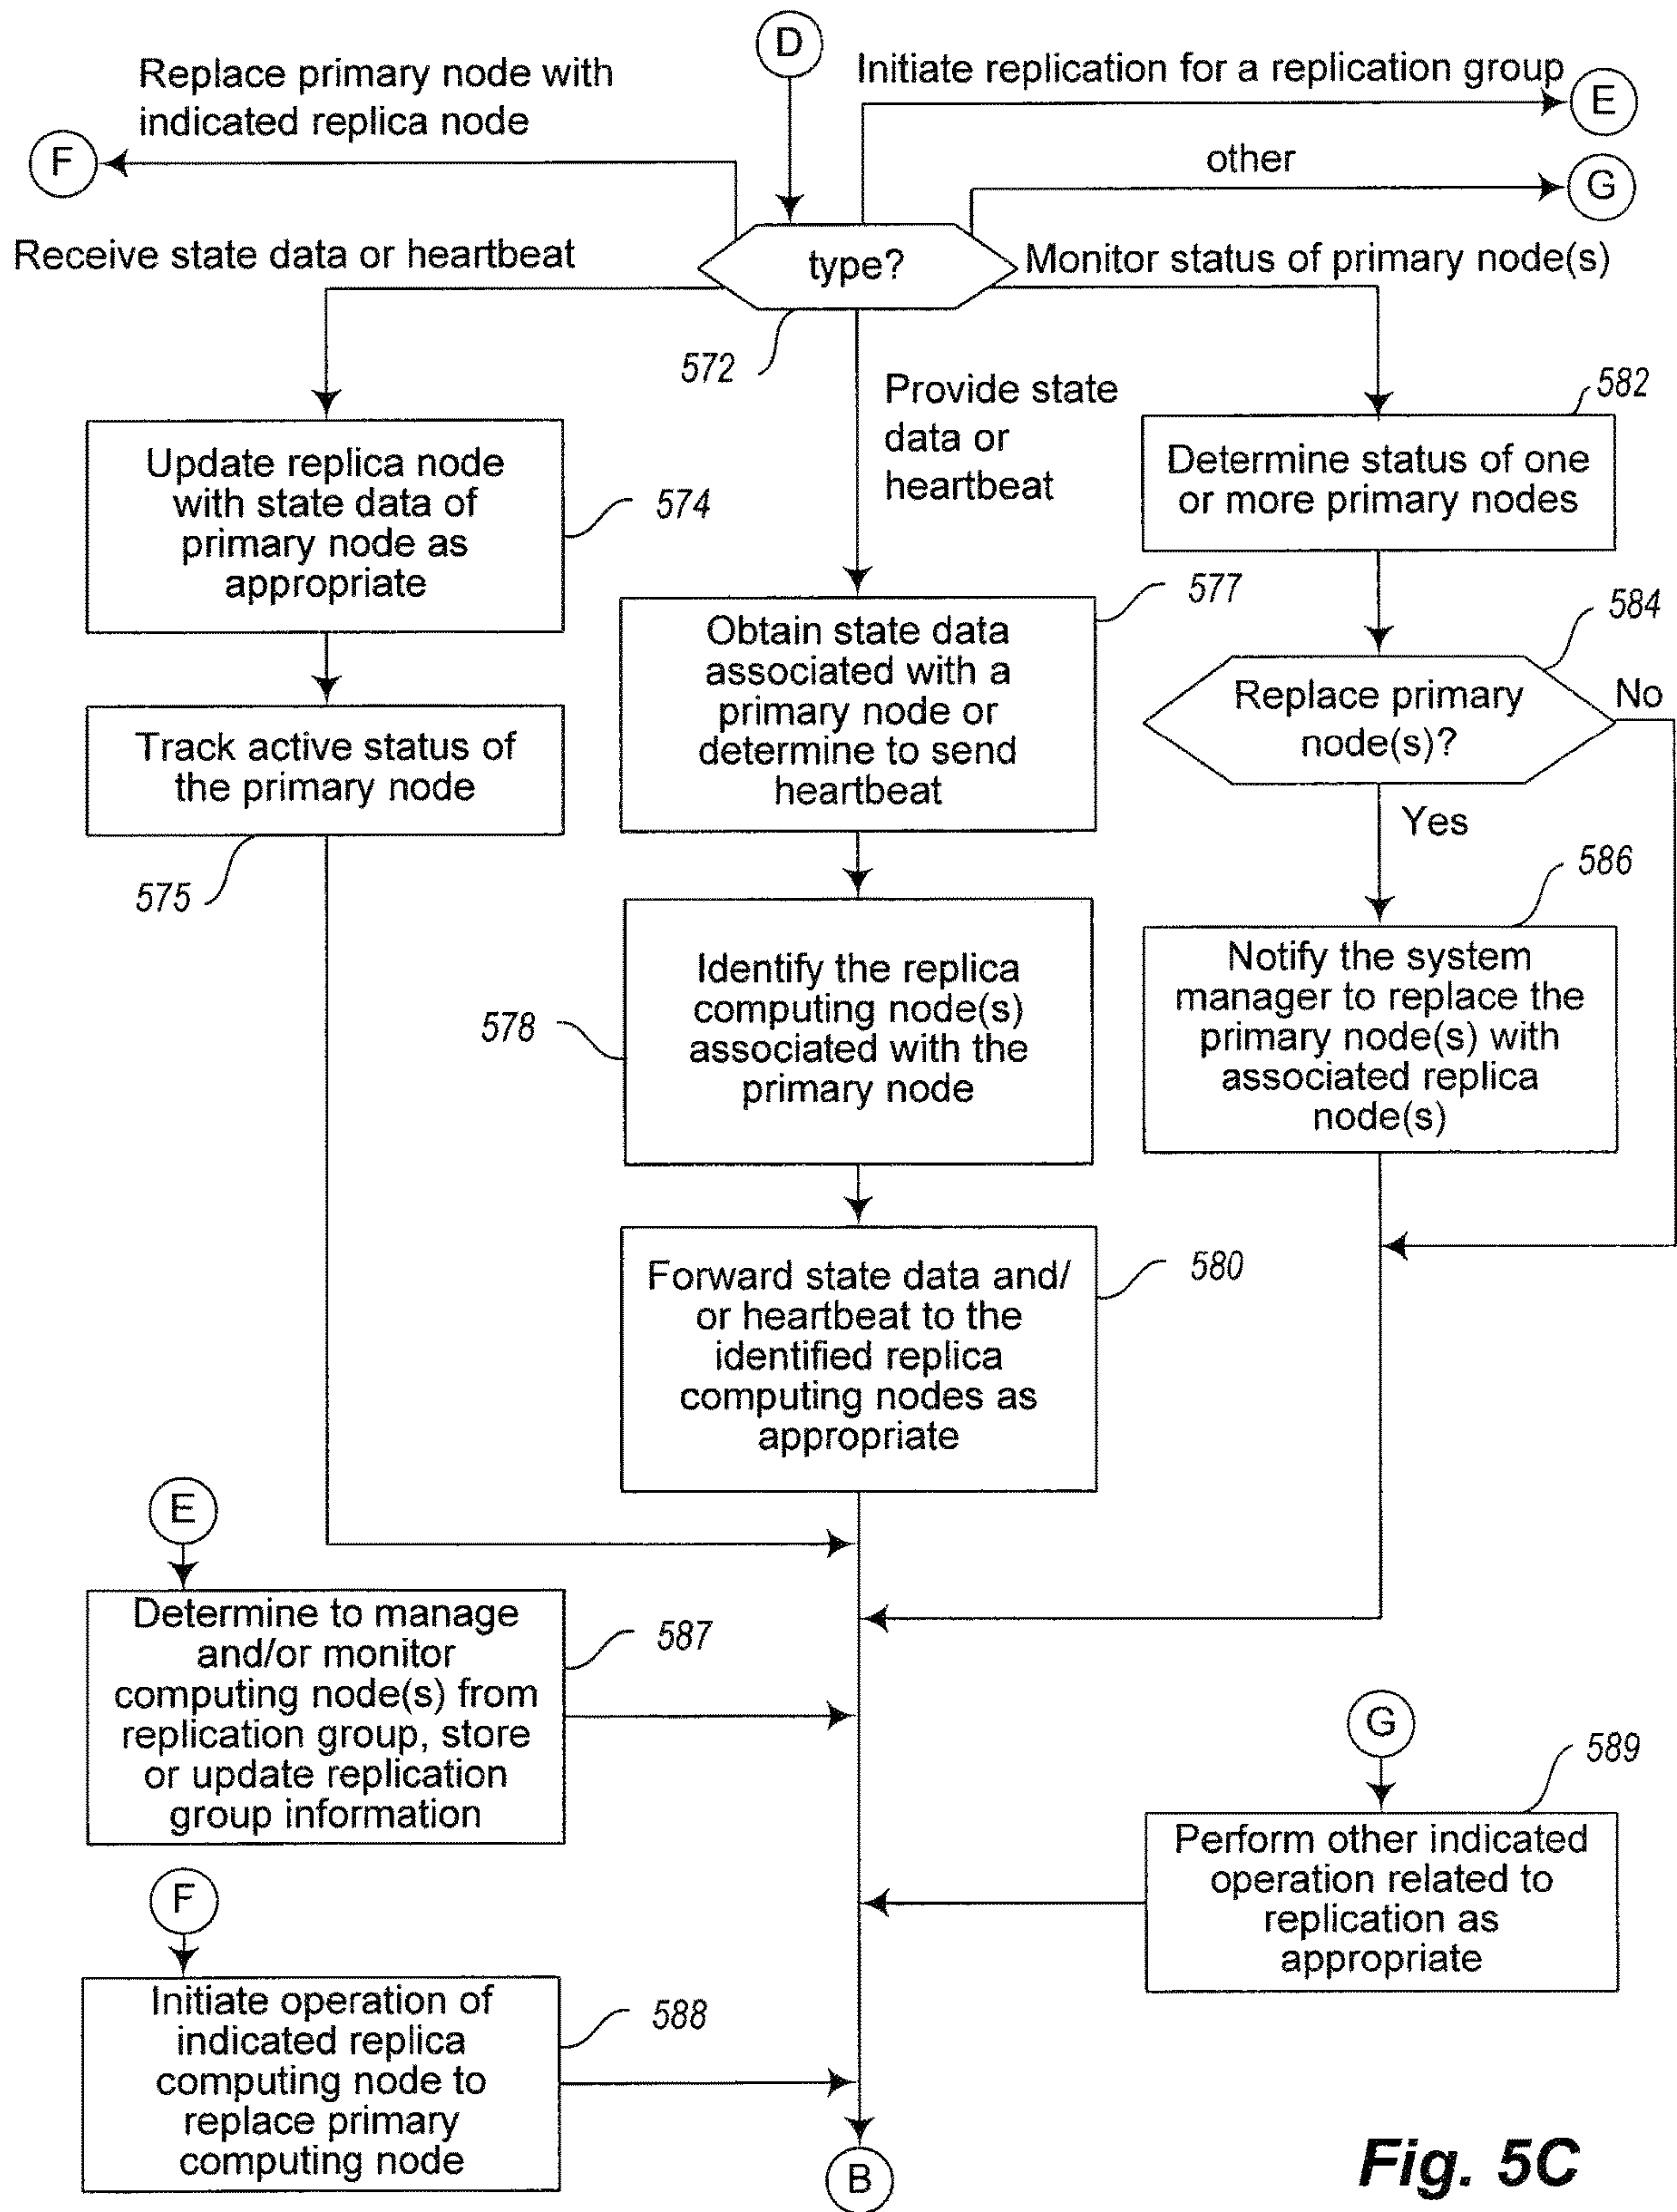 D
Replace primary node with
indicated replica node
Initiate replication for a replication group
E
F
other
G
Receive state data or heartbeat
type?
Monitor status of primary node(s)
572
Provide state
data or
heartbeat
582
Update replica node
with state data of
primary node as
appropriate
574
Determine status of one
or more primary nodes
577
584
Obtain state data
associated with a
primary node or
determine to send
heartbeat
Replace primary
node(s)?
No
Track active status of
the primary node
575
Yes
586
Identify the replica
computing node(s)
associated with the
primary node
578
Notify the system
manager to replace the
primary node(s) with
associated replica
node(s)
Forward state data and/
or heartbeat to the
identified replica
computing nodes as
appropriate
580
E
Determine to manage
and/or monitor
computing node(s) from
replication group, store
or update replication
group information
587
G
589
Perform other indicated
operation related to
replication as
appropriate
F
Initiate operation of
indicated replica
computing node to
replace primary
computing node
588
B
Fig. 5C